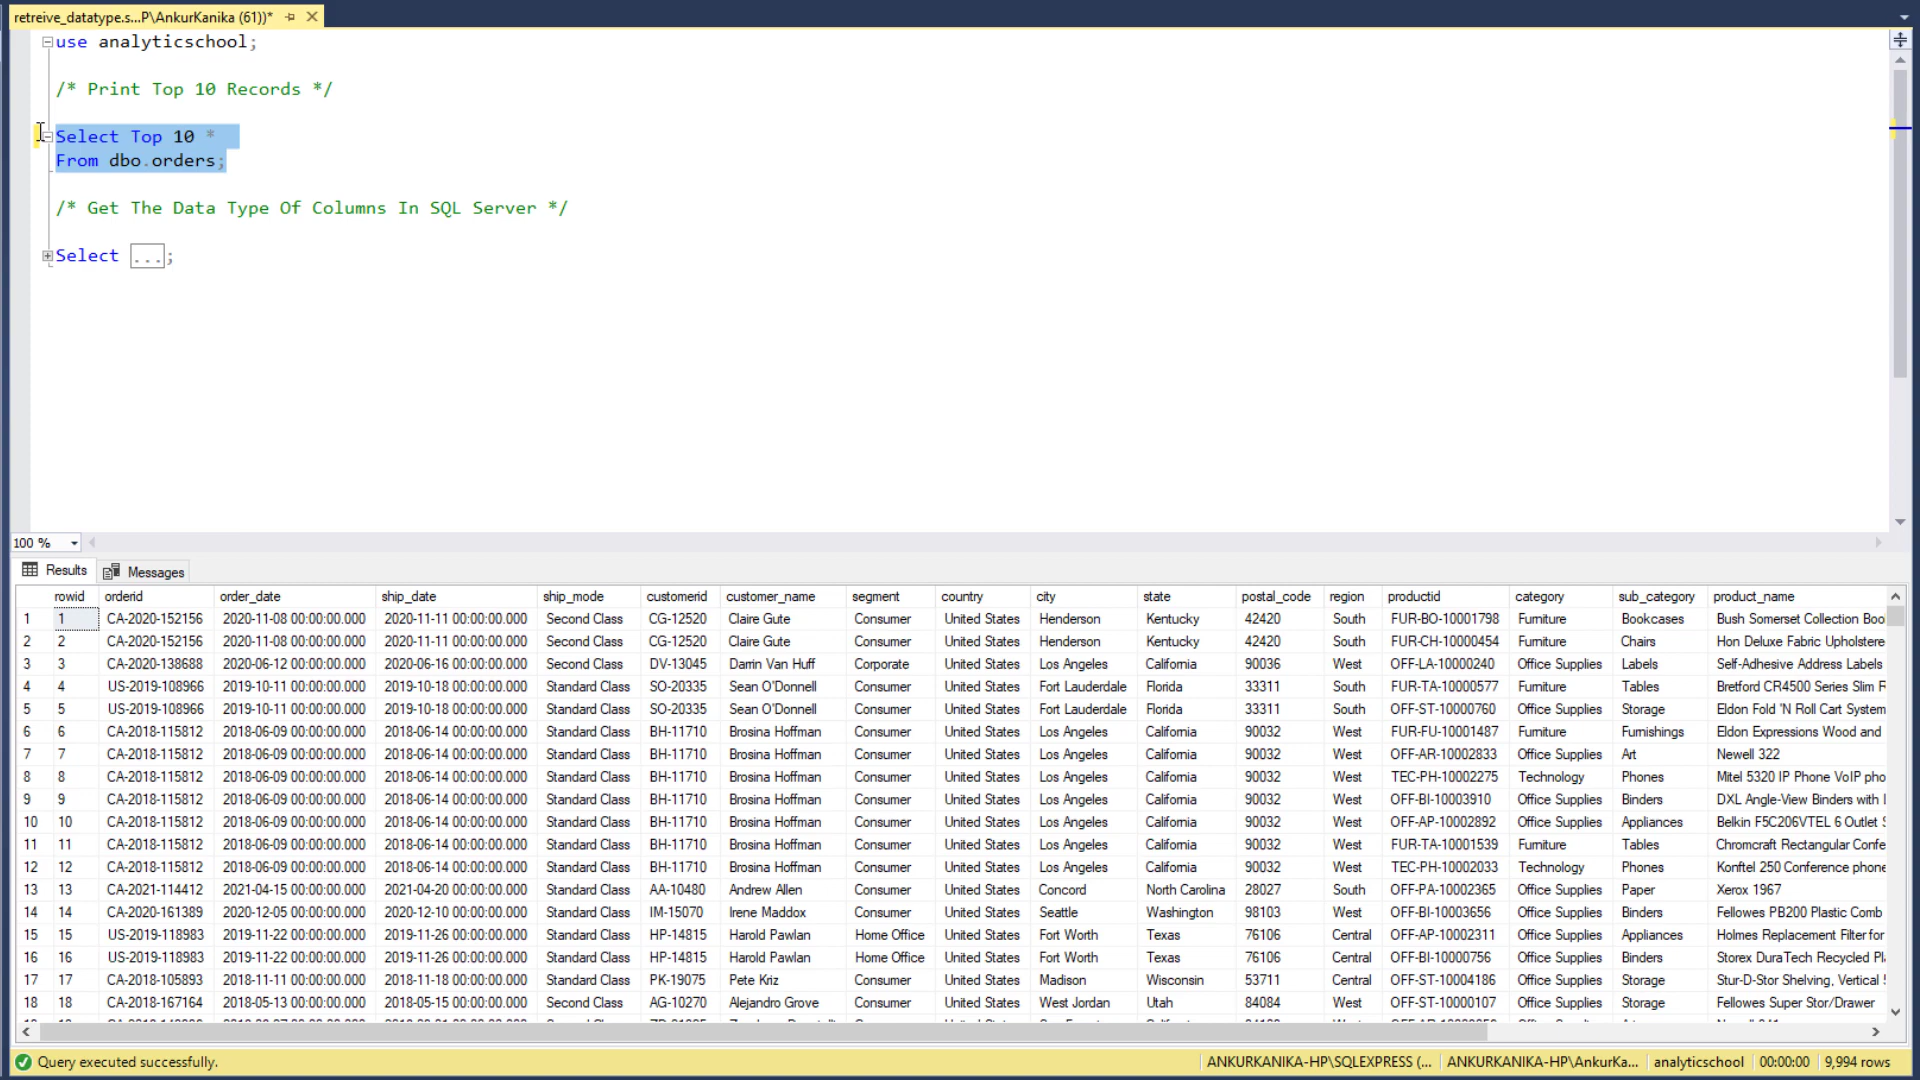 retreive_datatype.s...P\AnkurKanika (61))*
use analyticschool;
/* Print Top 10 Records */
Select Top 10 *
From dbo.orders;
/* Get The Data Type Of Columns In SQL Server */
Select ...;
100 %
Results Messages
rowid orderid order_date ship_date ship_mode customerid customer_name segment country city state postal_code region productid category sub_category product_name
1 1 CA-2020-152156 2020-11-08 00:00:00.000 2020-11-11 00:00:00.000 Second Class CG-12520 Claire Gute Consumer United States Henderson Kentucky 42420 South FUR-BO-10001798 Furniture Bookcases Bush Somerset Collection Boo
2 2 CA-2020-152156 2020-11-08 00:00:00.000 2020-11-11 00:00:00.000 Second Class CG-12520 Claire Gute Consumer United States Henderson Kentucky 42420 South FUR-CH-10000454 Furniture Chairs Hon Deluxe Fabric Upholstere
3 3 CA-2020-138688 2020-06-12 00:00:00.000 2020-06-16 00:00:00.000 Second Class DV-13045 Darrin Van Huff Corporate United States Los Angeles California 90036 West OFF-LA-10000240 Office Supplies Labels Self-Adhesive Address Labels
4 4 US-2019-108966 2019-10-11 00:00:00.000 2019-10-18 00:00:00.000 Standard Class SO-20335 Sean O'Donnell Consumer United States Fort Lauderdale Florida 33311 South FUR-TA-10000577 Furniture Tables Bretford CR4500 Series Slim R
5 5 US-2019-108966 2019-10-11 00:00:00.000 2019-10-18 00:00:00.000 Standard Class SO-20335 Sean O'Donnell Consumer United States Fort Lauderdale Florida 33311 South OFF-ST-10000760 Office Supplies Storage Eldon Fold 'N Roll Cart System
6 6 CA-2018-115812 2018-06-09 00:00:00.000 2018-06-14 00:00:00.000 Standard Class BH-11710 Brosina Hoffman Consumer United States Los Angeles California 90032 West FUR-FU-10001487 Furniture Furnishings Eldon Expressions Wood and
7 7 CA-2018-115812 2018-06-09 00:00:00.000 2018-06-14 00:00:00.000 Standard Class BH-11710 Brosina Hoffman Consumer United States Los Angeles California 90032 West OFF-AR-10002833 Office Supplies Art Newell 322
8 8 CA-2018-115812 2018-06-09 00:00:00.000 2018-06-14 00:00:00.000 Standard Class BH-11710 Brosina Hoffman Consumer United States Los Angeles California 90032 West TEC-PH-10002275 Technology Phones Mitel 5320 IP Phone VoIP pho
9 9 CA-2018-115812 2018-06-09 00:00:00.000 2018-06-14 00:00:00.000 Standard Class BH-11710 Brosina Hoffman Consumer United States Los Angeles California 90032 West OFF-BI-10003910 Office Supplies Binders DXL Angle-View Binders with
10 10 CA-2018-115812 2018-06-09 00:00:00.000 2018-06-14 00:00:00.000 Standard Class BH-11710 Brosina Hoffman Consumer United States Los Angeles California 90032 West OFF-AP-10002892 Office Supplies Appliances Belkin F5C206VTEL 6 Outlet S
11 11 CA-2018-115812 2018-06-09 00:00:00.000 2018-06-14 00:00:00.000 Standard Class BH-11710 Brosina Hoffman Consumer United States Los Angeles California 90032 West FUR-TA-10001539 Furniture Tables Chromcraft Rectangular Confe
12 12 CA-2018-115812 2018-06-09 00:00:00.000 2018-06-14 00:00:00.000 Standard Class BH-11710 Brosina Hoffman Consumer United States Los Angeles California 90032 West TEC-PH-10002033 Technology Phones Konftel 250 Conference phone
13 13 CA-2021-114412 2021-04-15 00:00:00.000 2021-04-20 00:00:00.000 Standard Class AA-10480 Andrew Allen Consumer United States Concord North Carolina 28027 South OFF-PA-10002365 Office Supplies Paper Xerox 1967
14 14 CA-2020-161389 2020-12-05 00:00:00.000 2020-12-10 00:00:00.000 Standard Class IM-15070 Irene Maddox Consumer United States Seattle Washington 98103 West OFF-BI-10003656 Office Supplies Binders Fellowes PB200 Plastic Comb
15 15 US-2019-118983 2019-11-22 00:00:00.000 2019-11-26 00:00:00.000 Standard Class HP-14815 Harold Pawlan Home Office United States Fort Worth Texas 76106 Central OFF-AP-10002311 Office Supplies Appliances Holmes Replacement Filter for
16 16 US-2019-118983 2019-11-22 00:00:00.000 2019-11-26 00:00:00.000 Standard Class HP-14815 Harold Pawlan Home Office United States Fort Worth Texas 76106 Central OFF-BI-10000756 Office Supplies Binders Storex DuraTech Recycled Pl
17 17 CA-2018-105893 2018-11-11 00:00:00.000 2018-11-18 00:00:00.000 Standard Class PK-19075 Pete Kriz Consumer United States Madison Wisconsin 53711 Central OFF-ST-10004186 Office Supplies Storage Stur-D-Stor Shelving, Vertical 5
18 18 CA-2018-167164 2018-05-13 00:00:00.000 2018-05-15 00:00:00.000 Second Class AG-10270 Alejandro Grove Consumer United States West Jordan Utah 84084 West OFF-ST-10000107 Office Supplies Storage Fellowes Super Stor/Drawer
Query executed successfully. ANKURKANIKA-HP\SQLEXPRESS (... ANKURKANIKA-HP\AnkurKa... analyticschool 00:00:00 9,994 rows